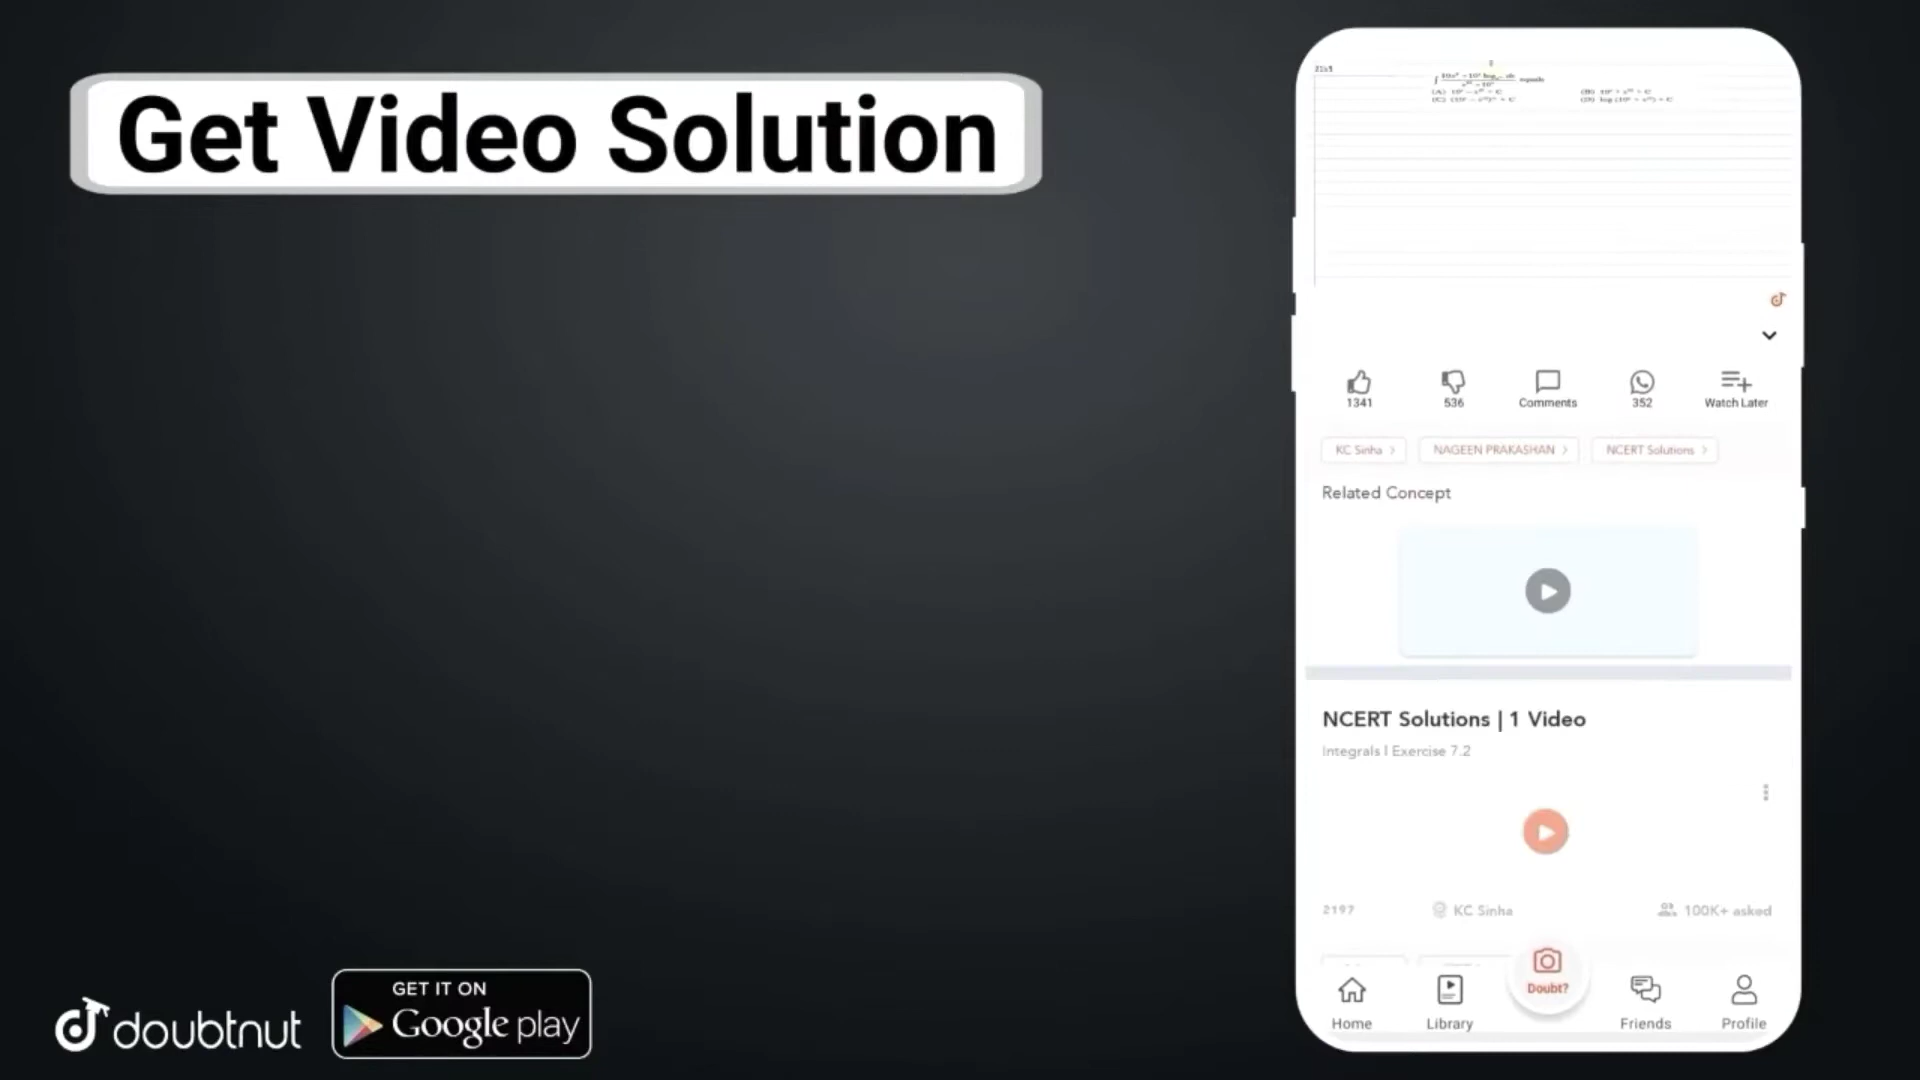 Get Video Solution
equals
1341
536
Comments
352
Watch Later
KC Sinha
NAGEEN PRAKASHAN
NCERT Solutions
Related Concept
NCERT Solutions | 1 Video
Integrals | Exercise 7.2
2197
KC Sinha
100K+ asked
Doubt?
Home
Library
Friends
Profile
doubtnut
GET IT ON
Google play